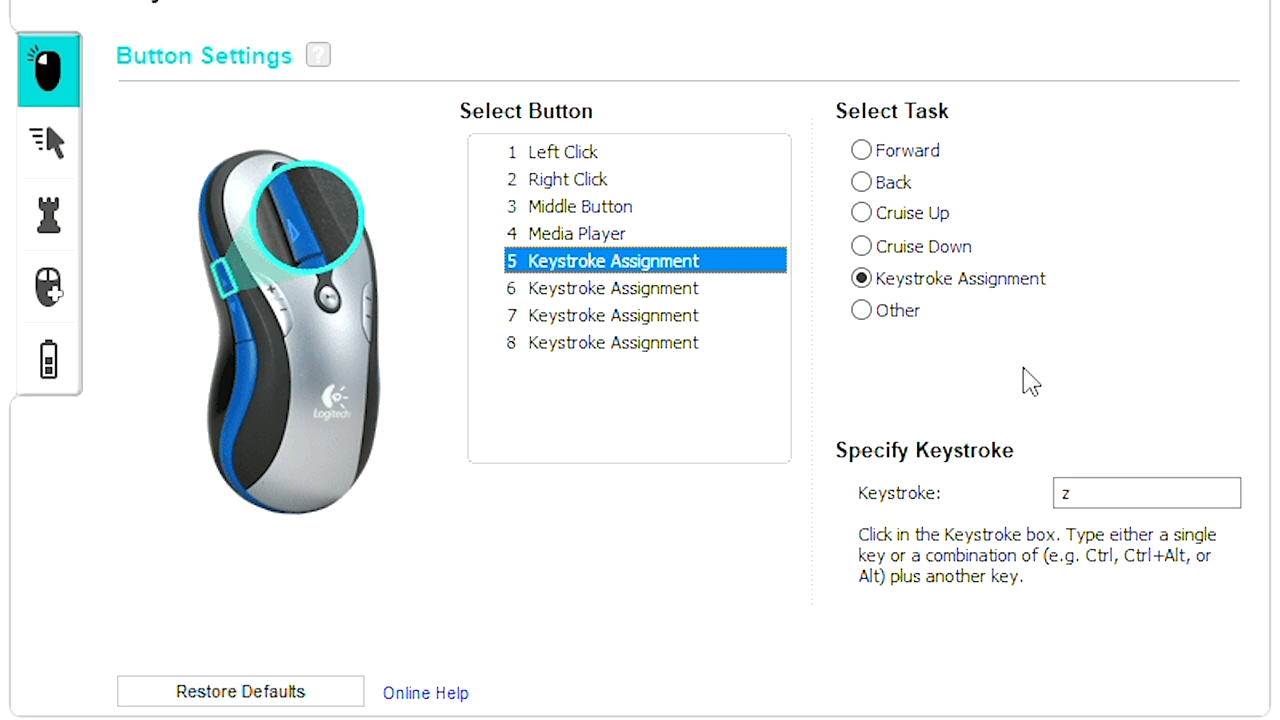 Button Settings ?
Select Button
1 Left Click
2 Right Click
3 Middle Button
4 Media Player
5 Keystroke Assignment
6 Keystroke Assignment
7 Keystroke Assignment
8 Keystroke Assignment
Select Task
Forward
Back
Cruise Up
Cruise Down
Keystroke Assignment
Other
Logitech
Specify Keystroke
Keystroke: z
Click in the Keystroke box. Type either a single
key or a combination of (e.g. Ctrl, Ctrl+Alt, or
Alt) plus another key.
Restore Defaults
Online Help